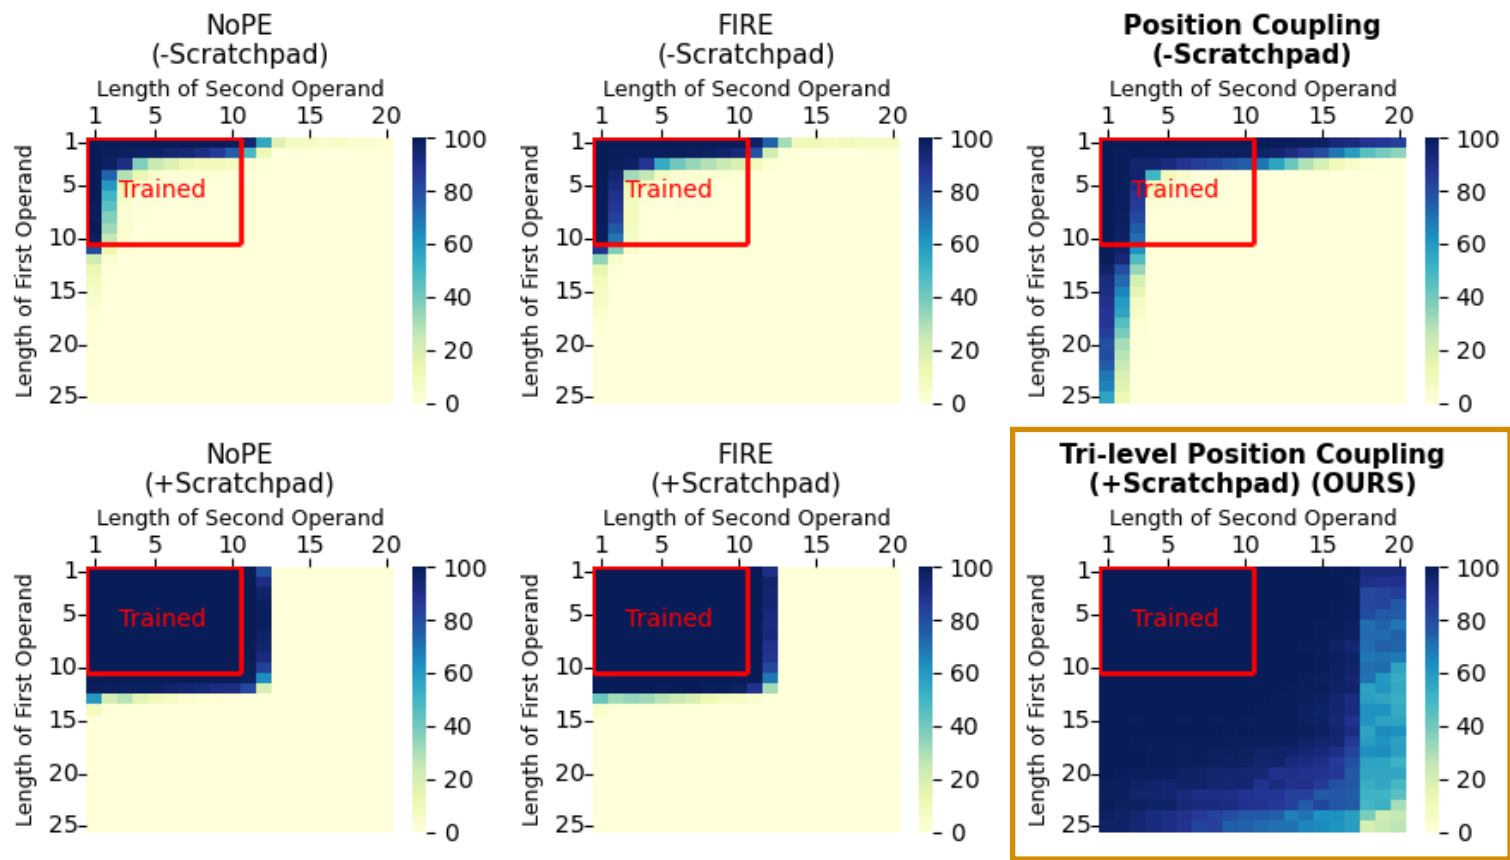 NoPE
(-Scratchpad)
Length of Second Operand
1 5 10 15 20
Length of First Operand
1
5
10
15
20
25
Trained
100
80
60
40
20
0
FIRE
(-Scratchpad)
Length of Second Operand
1 5 10 15 20
Length of First Operand
1
5
10
15
20
25
Trained
100
80
60
40
20
0
Position Coupling
(-Scratchpad)
Length of Second Operand
1 5 10 15 20
Length of First Operand
1
5
10
15
20
25
Trained
100
80
60
40
20
0
NoPE
(+Scratchpad)
Length of Second Operand
1 5 10 15 20
Length of First Operand
1
5
10
15
20
25
Trained
100
80
60
40
20
0
FIRE
(+Scratchpad)
Length of Second Operand
1 5 10 15 20
Length of First Operand
1
5
10
15
20
25
Trained
100
80
60
40
20
0
Tri-level Position Coupling
(+Scratchpad) (OURS)
Length of Second Operand
1 5 10 15 20
Length of First Operand
1
5
10
15
20
25
Trained
100
80
60
40
20
0